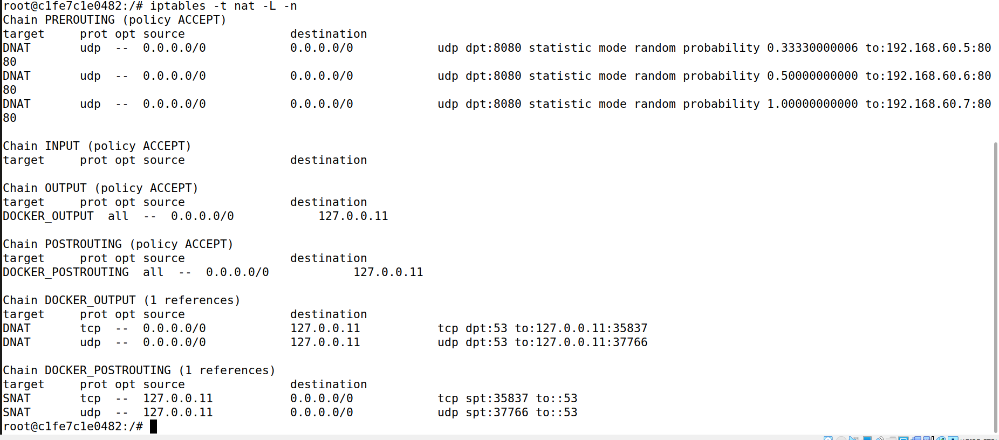 root@c1fe7c1e0482:/# iptables -t nat -L -n
Chain PREROUTING (policy ACCEPT)
target     prot opt source               destination
DNAT       udp  --  0.0.0.0/0            0.0.0.0/0            udp dpt:8080 statistic mode random probability 0.33330000006 to:192.168.60.5:80
80
DNAT       udp  --  0.0.0.0/0            0.0.0.0/0            udp dpt:8080 statistic mode random probability 0.50000000000 to:192.168.60.6:80
80
DNAT       udp  --  0.0.0.0/0            0.0.0.0/0            udp dpt:8080 statistic mode random probability 1.00000000000 to:192.168.60.7:80
80

Chain INPUT (policy ACCEPT)
target     prot opt source               destination

Chain OUTPUT (policy ACCEPT)
target     prot opt source               destination
DOCKER_OUTPUT  all  --  0.0.0.0/0            127.0.0.11

Chain POSTROUTING (policy ACCEPT)
target     prot opt source               destination
DOCKER_POSTROUTING  all  --  0.0.0.0/0            127.0.0.11

Chain DOCKER_OUTPUT (1 references)
target     prot opt source               destination
DNAT       tcp  --  0.0.0.0/0            127.0.0.11           tcp dpt:53 to:127.0.0.11:35837
DNAT       udp  --  0.0.0.0/0            127.0.0.11           udp dpt:53 to:127.0.0.11:37766

Chain DOCKER_POSTROUTING (1 references)
target     prot opt source               destination
SNAT       tcp  --  127.0.0.11           0.0.0.0/0            tcp spt:35837 to::53
SNAT       udp  --  127.0.0.11           0.0.0.0/0            udp spt:37766 to::53
root@c1fe7c1e0482:/#